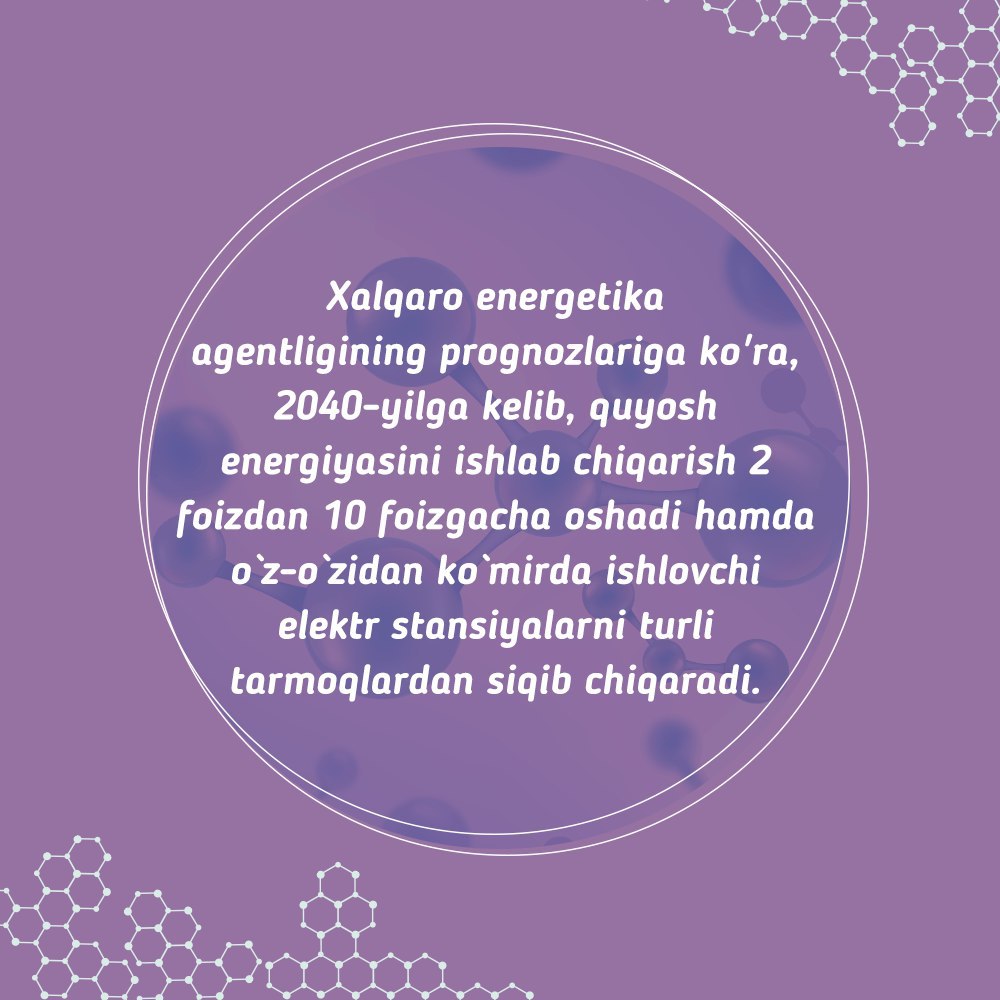 Xalqaro energetika
agentligining prognozlariga ko'ra,
2040-yilga kelib, quyosh
energiyasini ishlab chiqarish 2
foizdan 10 foizgacha oshadi hamda
o`z-o`zidan ko`mirda ishlovchi
elektr stansiyalarni turli
tarmoqlardan siqib chiqaradi.